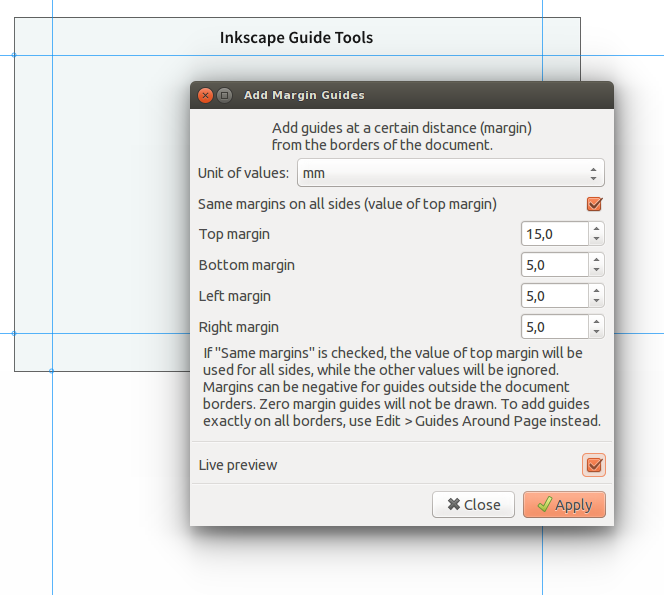 Inkscape Guide Tools
Add Margin Guides
Add guides at a certain distance (margin)
from the borders of the document.
Unit of values: mm
Same margins on all sides (value of top margin)
Top margin 15,0
Bottom margin 5,0
Left margin 5,0
Right margin 5,0
If "Same margins" is checked, the value of top margin will be
used for all sides, while the other values will be ignored.
Margins can be negative for guides outside the document
borders. Zero margin guides will not be drawn. To add guides
exactly on all borders, use Edit > Guides Around Page instead.
Live preview
Close Apply